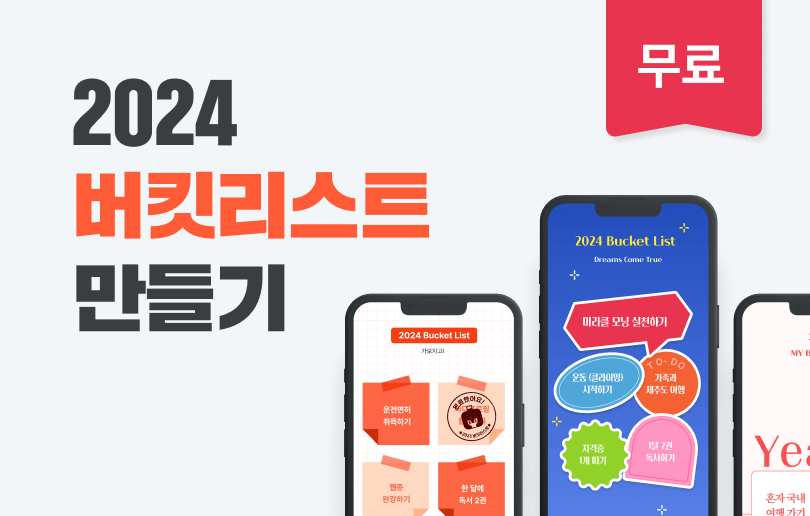 2024
버킷리스트
만들기
무료
2024 Bucket List
가보자고!
운전면허
취득하기
웹툰
완강하기
한 달에
독서 2권
2024 Bucket List
Dreams Come True
미라클 모닝 실천하기
운동 (클라이밍)
시작하기
TO-DO
가족과
제주도 여행
자격증
1개 따기
1달 2권
독서하기
MY B
Yea
혼자 국내
여행 가기